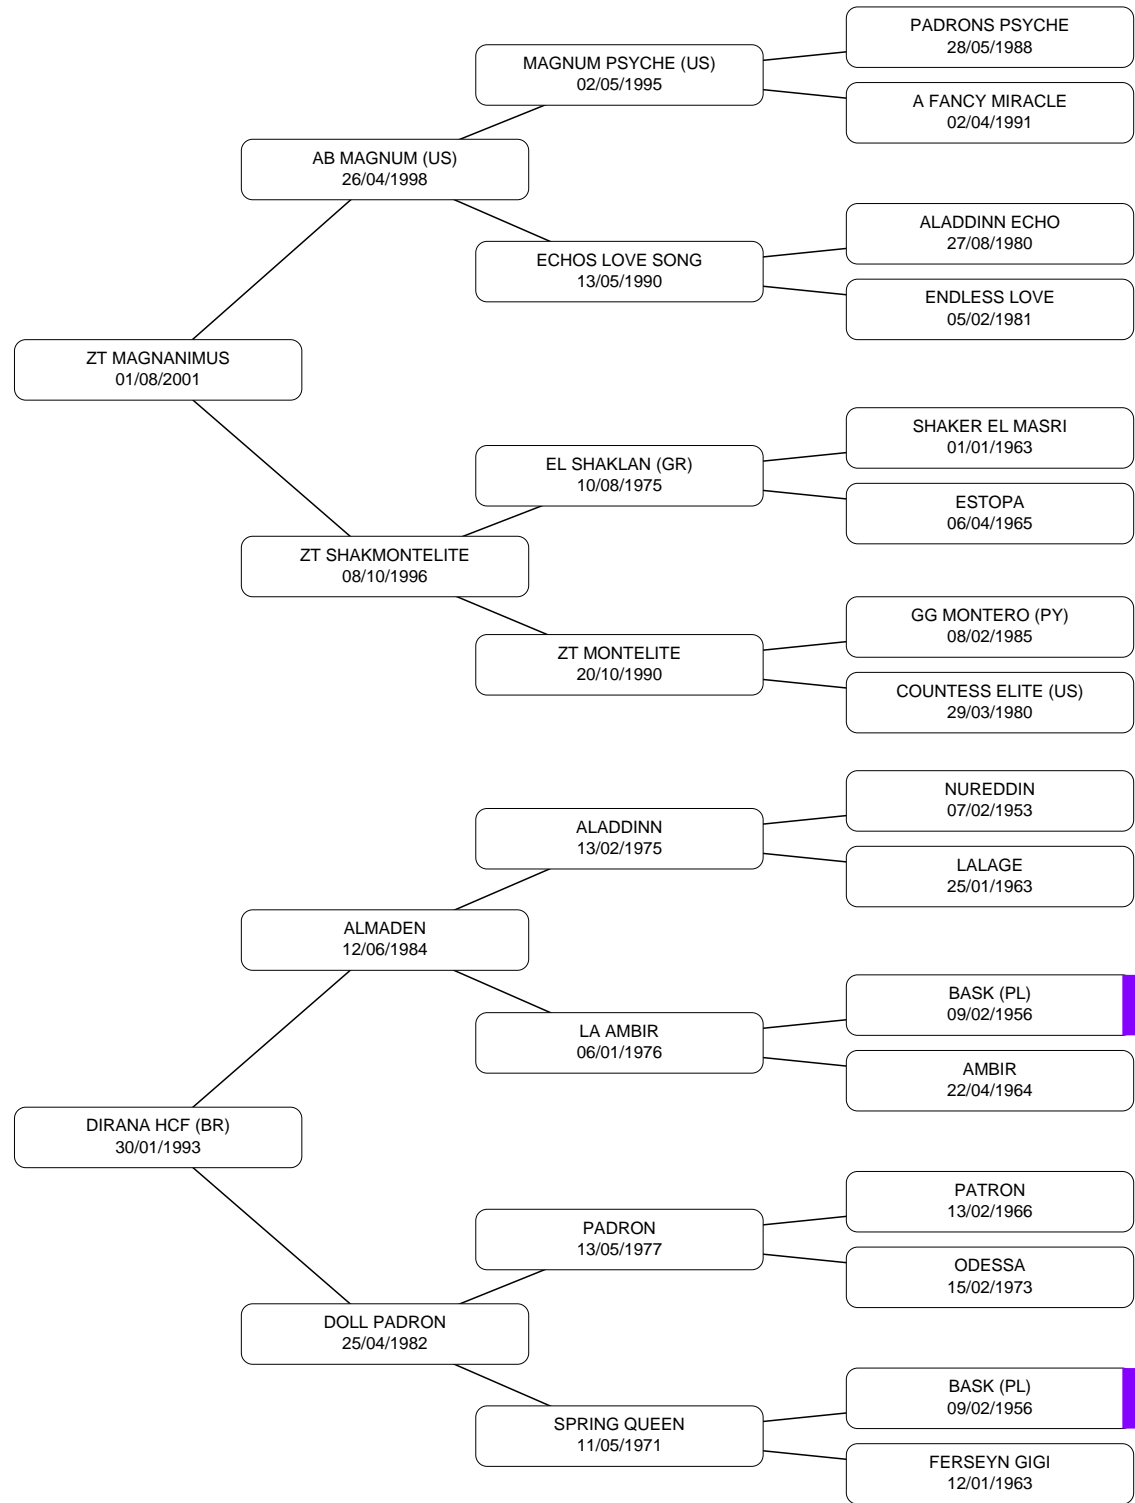 PADRONS PSYCHE
28/05/1988
MAGNUM PSYCHE (US)
02/05/1995
A FANCY MIRACLE
02/04/1991
AB MAGNUM (US)
26/04/1998
ALADDINN ECHO
27/08/1980
ECHOS LOVE SONG
13/05/1990
ENDLESS LOVE
05/02/1981
ZT MAGNANIMUS
01/08/2001
SHAKER EL MASRI
01/01/1963
EL SHAKLAN (GR)
10/08/1975
ESTOPA
06/04/1965
ZT SHAKMONTELITE
08/10/1996
GG MONTERO (PY)
08/02/1985
ZT MONTELITE
20/10/1990
COUNTESS ELITE (US)
29/03/1980
NUREDDIN
07/02/1953
ALADDINN
13/02/1975
LALAGE
25/01/1963
ALMADEN
12/06/1984
BASK (PL)
09/02/1956
LA AMBIR
06/01/1976
AMBIR
22/04/1964
DIRANA HCF (BR)
30/01/1993
PATRON
13/02/1966
PADRON
13/05/1977
ODESSA
15/02/1973
DOLL PADRON
25/04/1982
BASK (PL)
09/02/1956
SPRING QUEEN
11/05/1971
FERSEYN GIGI
12/01/1963